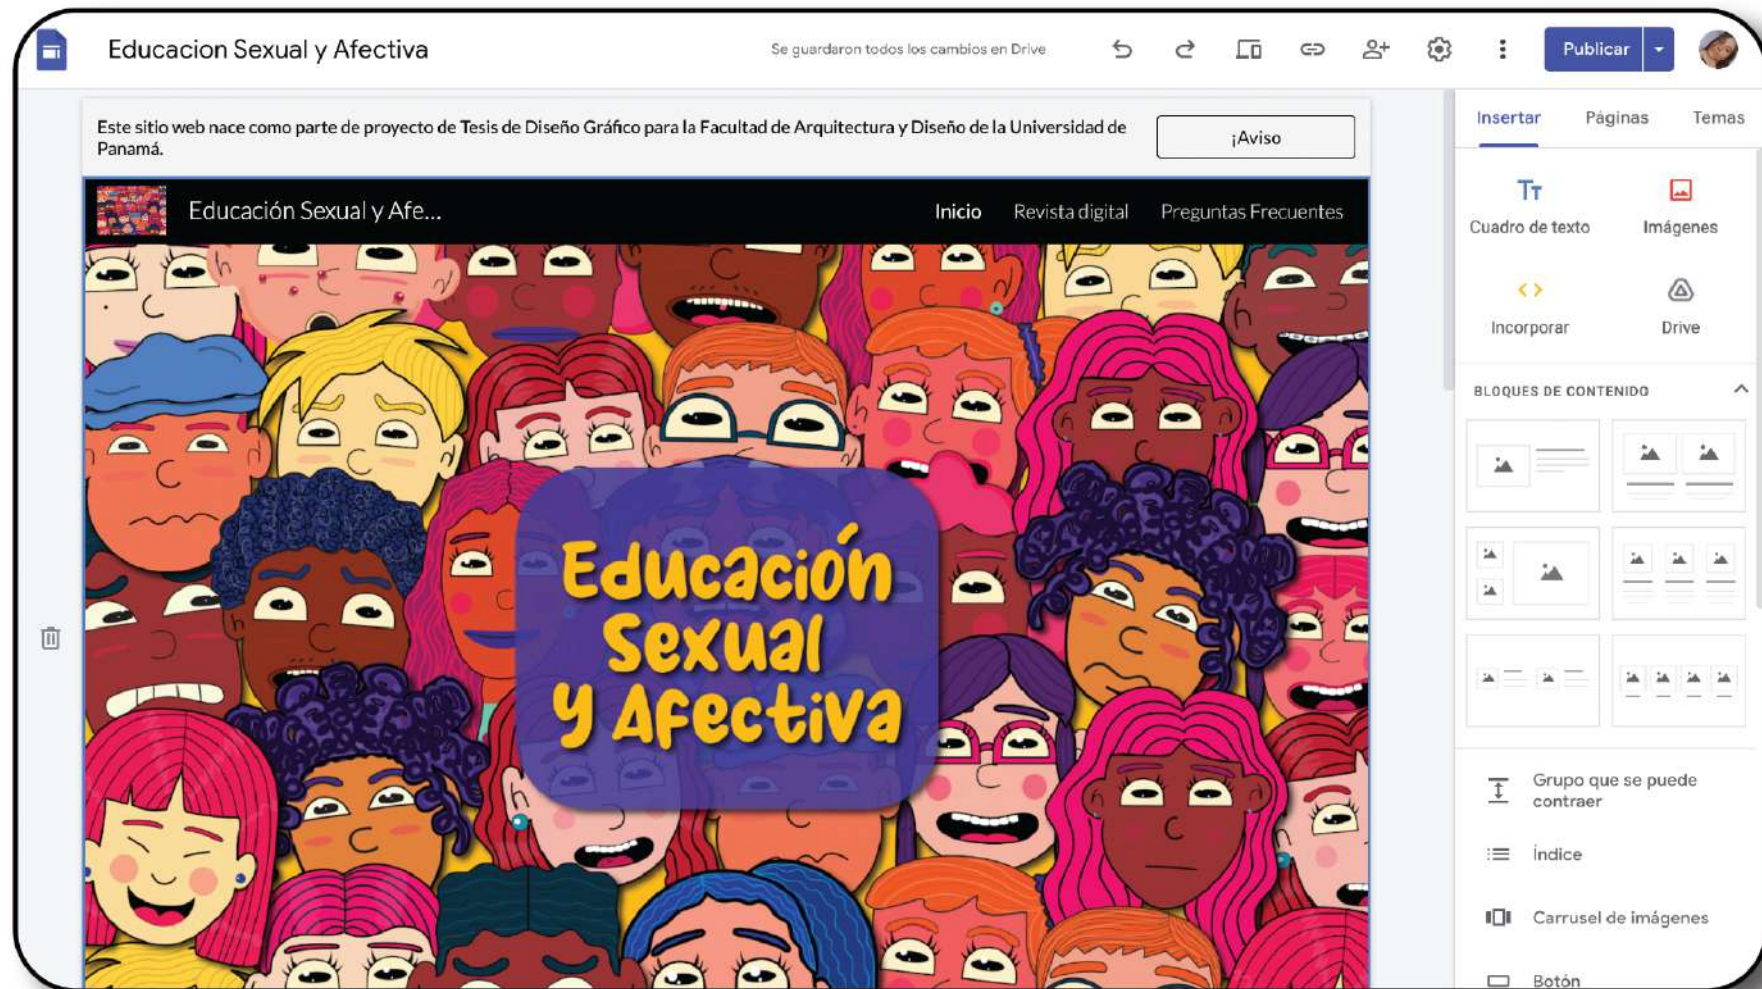 Educacion Sexual y Afectiva
Se guardaron todos los cambios en Drive
Publicar
Este sitio web nace como parte de proyecto de Tesis de Diseño Gráfico para la Facultad de Arquitectura y Diseño de la Universidad de
Panamá.
¡Aviso
Educación Sexual y Afe...
Inicio
Revista digital
Preguntas Frecuentes
Educación
Sexual
y Afectiva
Insertar
Páginas
Temas
Tт
Cuadro de texto
Imágenes
Incorporar
Drive
BLOQUES DE CONTENIDO
Grupo que se puede
contraer
Índice
Carrusel de imágenes
Botón